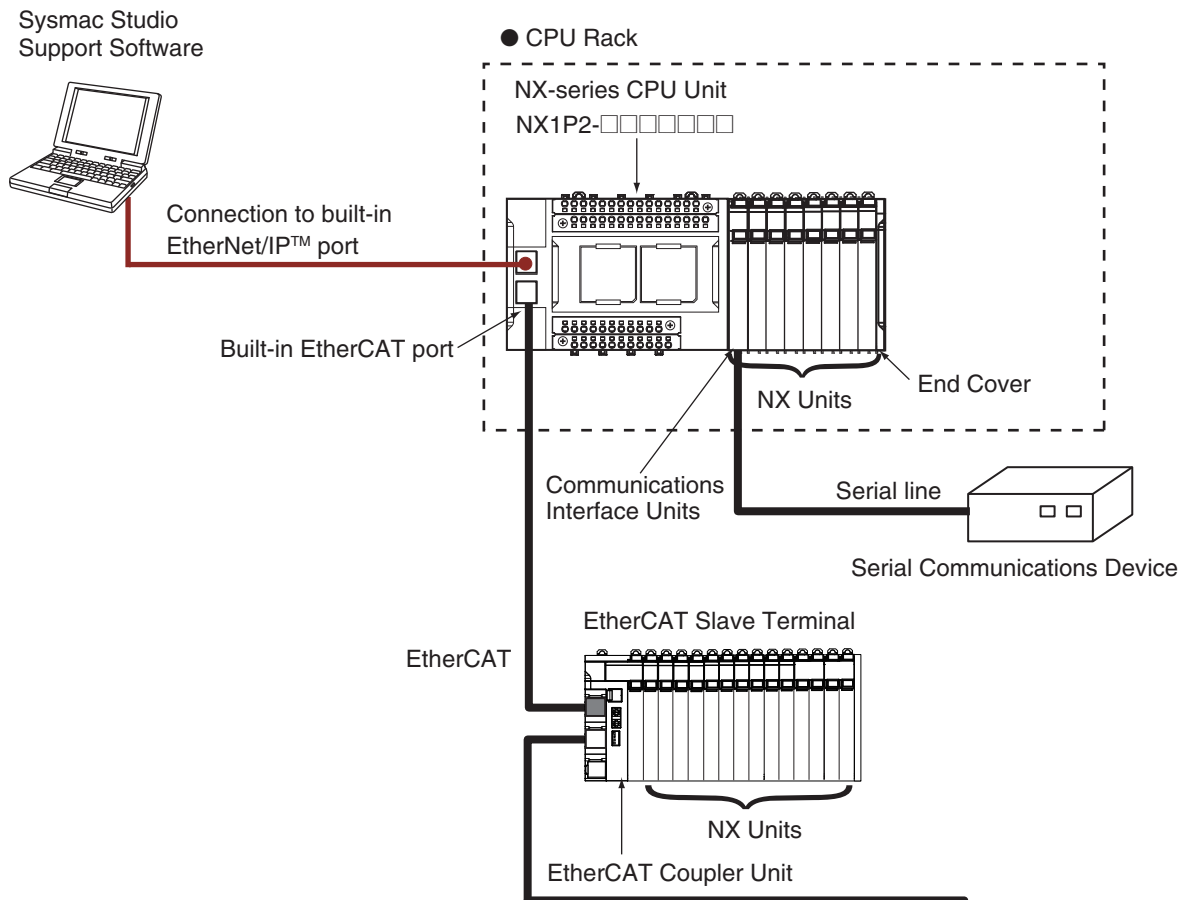 Sysmac Studio
Support Software
● CPU Rack
NX-series CPU Unit
NX1P2-□□□□□□□
Connection to built-in
EtherNet/IP™ port
Built-in EtherCAT port
NX Units
End Cover
Communications
Interface Units
Serial line
Serial Communications Device
EtherCAT Slave Terminal
EtherCAT
NX Units
EtherCAT Coupler Unit